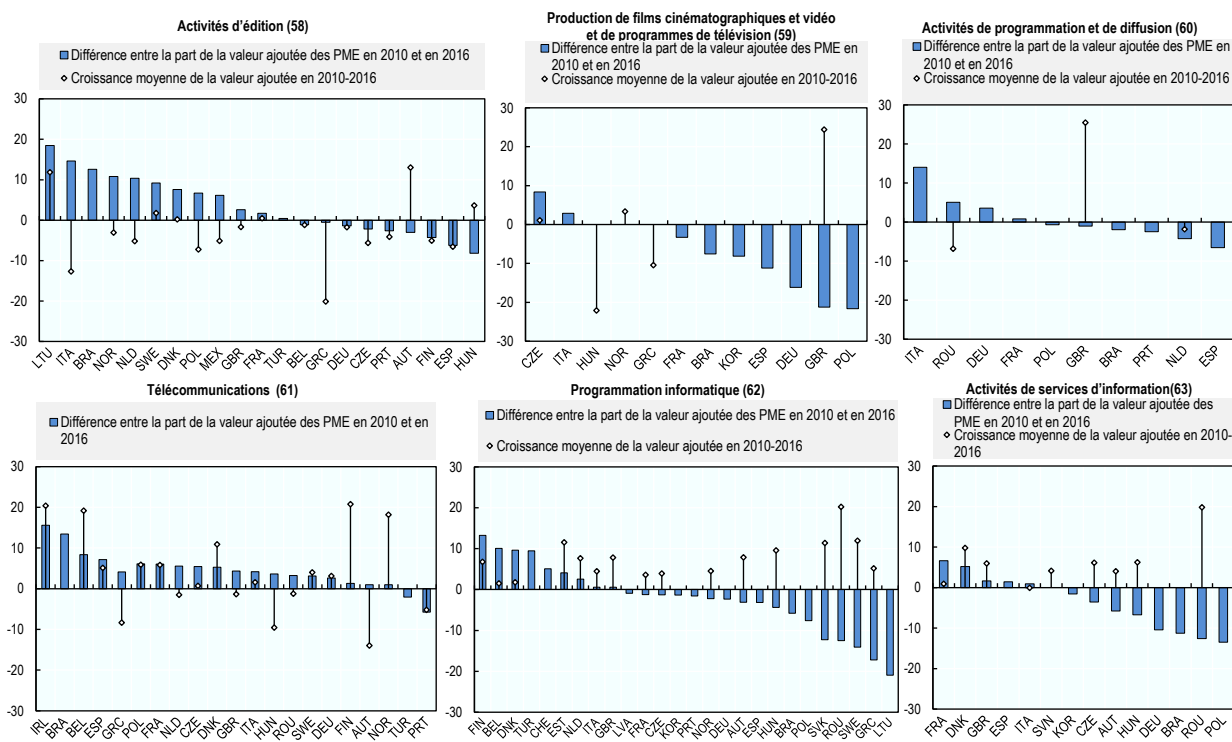 Activités d'édition (58)
Différence entre la part de la valeur ajoutée des PME en 2010 et en 2016
Croissance moyenne de la valeur ajoutée en 2010-2016
30
20
10
0
-10
-20
-30
LTU ITA BRA NOR NLD SWE DNK POL MEX GBR FRA TUR BEL GRC DEU CZE PRT AUT FIN ESP HUN
Production de films cinématographiques et vidéo
et de programmes de télévision (59)
Différence entre la part de la valeur ajoutée des PME en
2010 et en 2016
Croissance moyenne de la valeur ajoutée en 2010-2016
30
20
10
0
-10
-20
-30
CZE ITA HUN NOR GRC FRA BRA KOR ESP DEU GBR POL
Activités de programmation et de diffusion (60)
Différence entre la part de la valeur ajoutée des PME en
2010 et en 2016
Croissance moyenne de la valeur ajoutée en 2010-2016
30
20
10
0
-10
-20
-30
ITA ROU DEU FRA POL GBR BRA PRT NLD ESP
Télécommunications (61)
Différence entre la part de la valeur ajoutée des PME en 2010 et en
2016
30
20
10
0
-10
-20
-30
IRL BRA BEL ESP GRC POL FRA NLD CZE DNK GBR ITA HUN ROU SWE DEU FIN AUT NOR TUR PRT
Programmation informatique (62)
Différence entre la part de la valeur ajoutée des PME en 2010 et en 2016
Croissance moyenne de la valeur ajoutée en 2010-2016
30
20
10
0
-10
-20
-30
FIN BEL DNK TUR CHE EST NLD ITA GBR LVA FRA CZE KOR PRT NOR DEU AUT ESP HUN BRA POL SVK ROU SWE GRC LTU
Activités de services d'information(63)
Différence entre la part de la valeur ajoutée des
PME en 2010 et en 2016
Croissance moyenne de la valeur ajoutée en 2010-
2016
30
20
10
0
-10
-20
-30
FRA DNK GBR ESP ITA SVN KOR CZE AUT HUN DEU BRA ROU POL